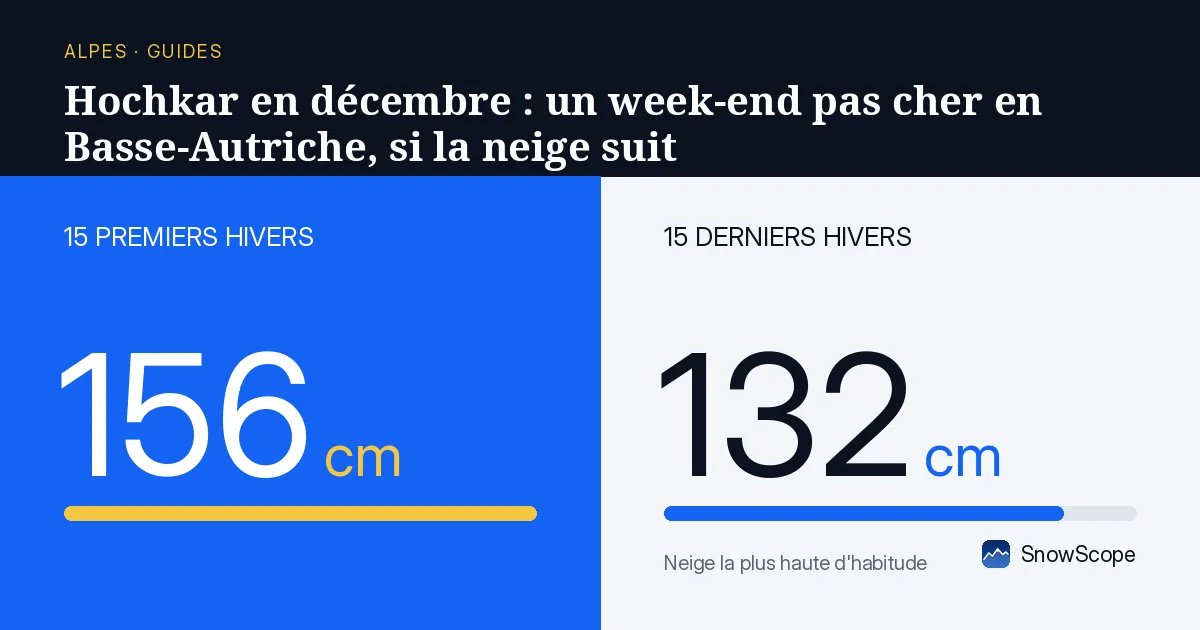 ALPES · GUIDES
Hochkar en décembre : un week-end pas cher en
Basse-Autriche, si la neige suit
15 PREMIERS HIVERS
156 cm
15 DERNIERS HIVERS
132 cm
Neige la plus haute d'habitude
SnowScope